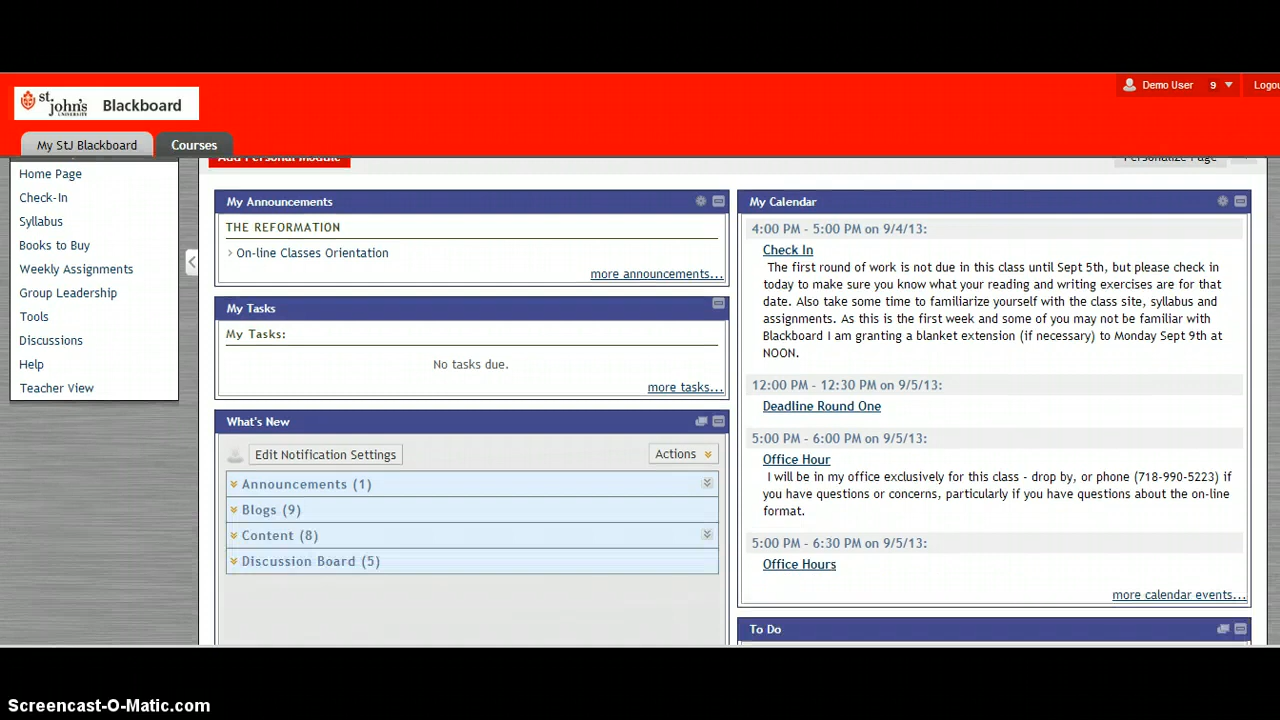 st.
john's
UNIVERSITY
Blackboard
Demo User 9
Logou
My StJ Blackboard
Courses
Add Personal Module
Personalize Page
Home Page
Check-In
Syllabus
Books to Buy
Weekly Assignments
Group Leadership
Tools
Discussions
Help
Teacher View
My Announcements
THE REFORMATION
On-line Classes Orientation
more announcements...
My Tasks
My Tasks:
No tasks due.
more tasks...
What's New
Edit Notification Settings
Actions
Announcements (1)
Blogs (9)
Content (8)
Discussion Board (5)
My Calendar
4:00 PM - 5:00 PM on 9/4/13:
Check In
The first round of work is not due in this class until Sept 5th, but please check in
today to make sure you know what your reading and writing exercises are for that
date. Also take some time to familiarize yourself with the class site, syllabus and
assignments. As this is the first week and some of you may not be familiar with
Blackboard I am granting a blanket extension (if necessary) to Monday Sept 9th at
NOON.
12:00 PM - 12:30 PM on 9/5/13:
Deadline Round One
5:00 PM - 6:00 PM on 9/5/13:
Office Hour
I will be in my office exclusively for this class - drop by, or phone (718-990-5223) if
you have questions or concerns, particularly if you have questions about the on-line
format.
5:00 PM - 6:30 PM on 9/5/13:
Office Hours
more calendar events...
To Do
Screencast-O-Matic.com